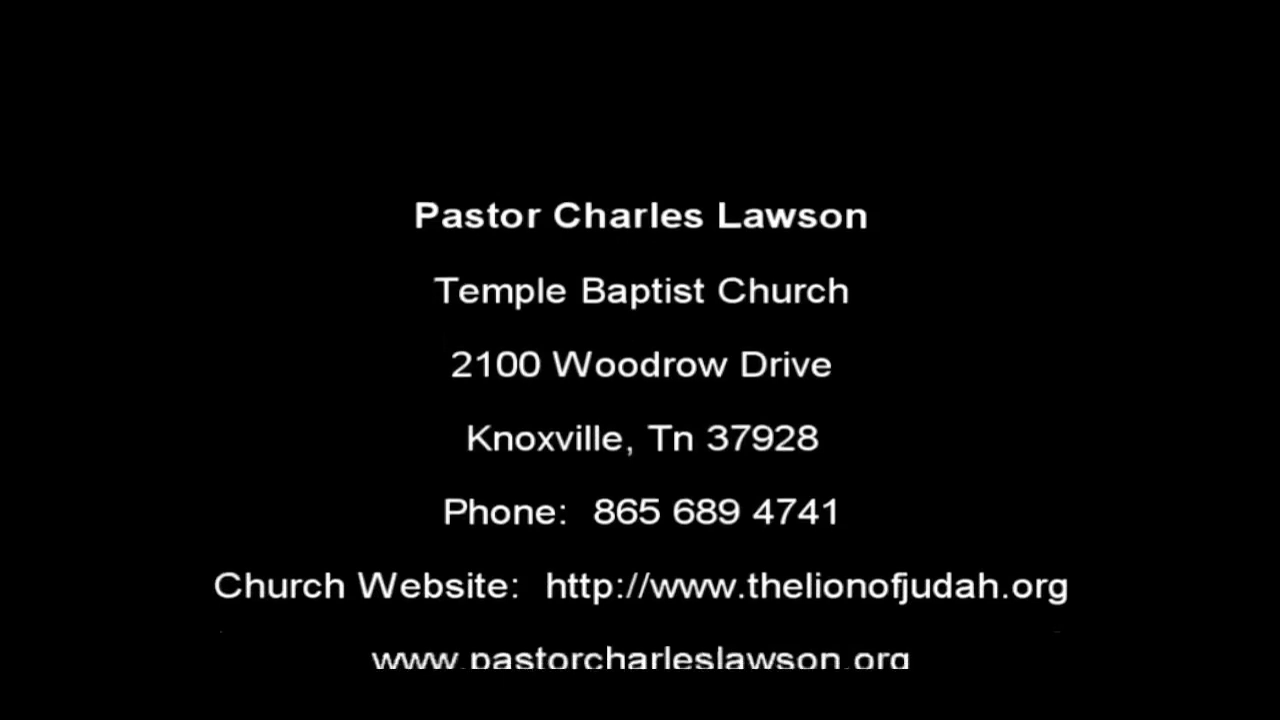 Pastor Charles Lawson
Temple Baptist Church
2100 Woodrow Drive
Knoxville, Tn 37928
Phone: 865 689 4741
Church Website: http://www.thelionofjudah.org
www.pastorcharleslawson.org